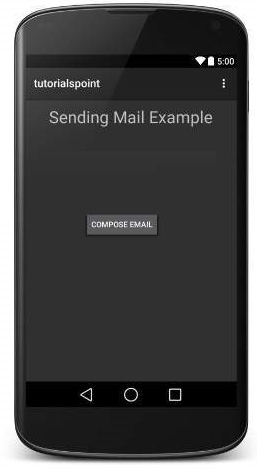 5:00
tutorialspoint
Sending Mail Example
COMPOSE EMAIL